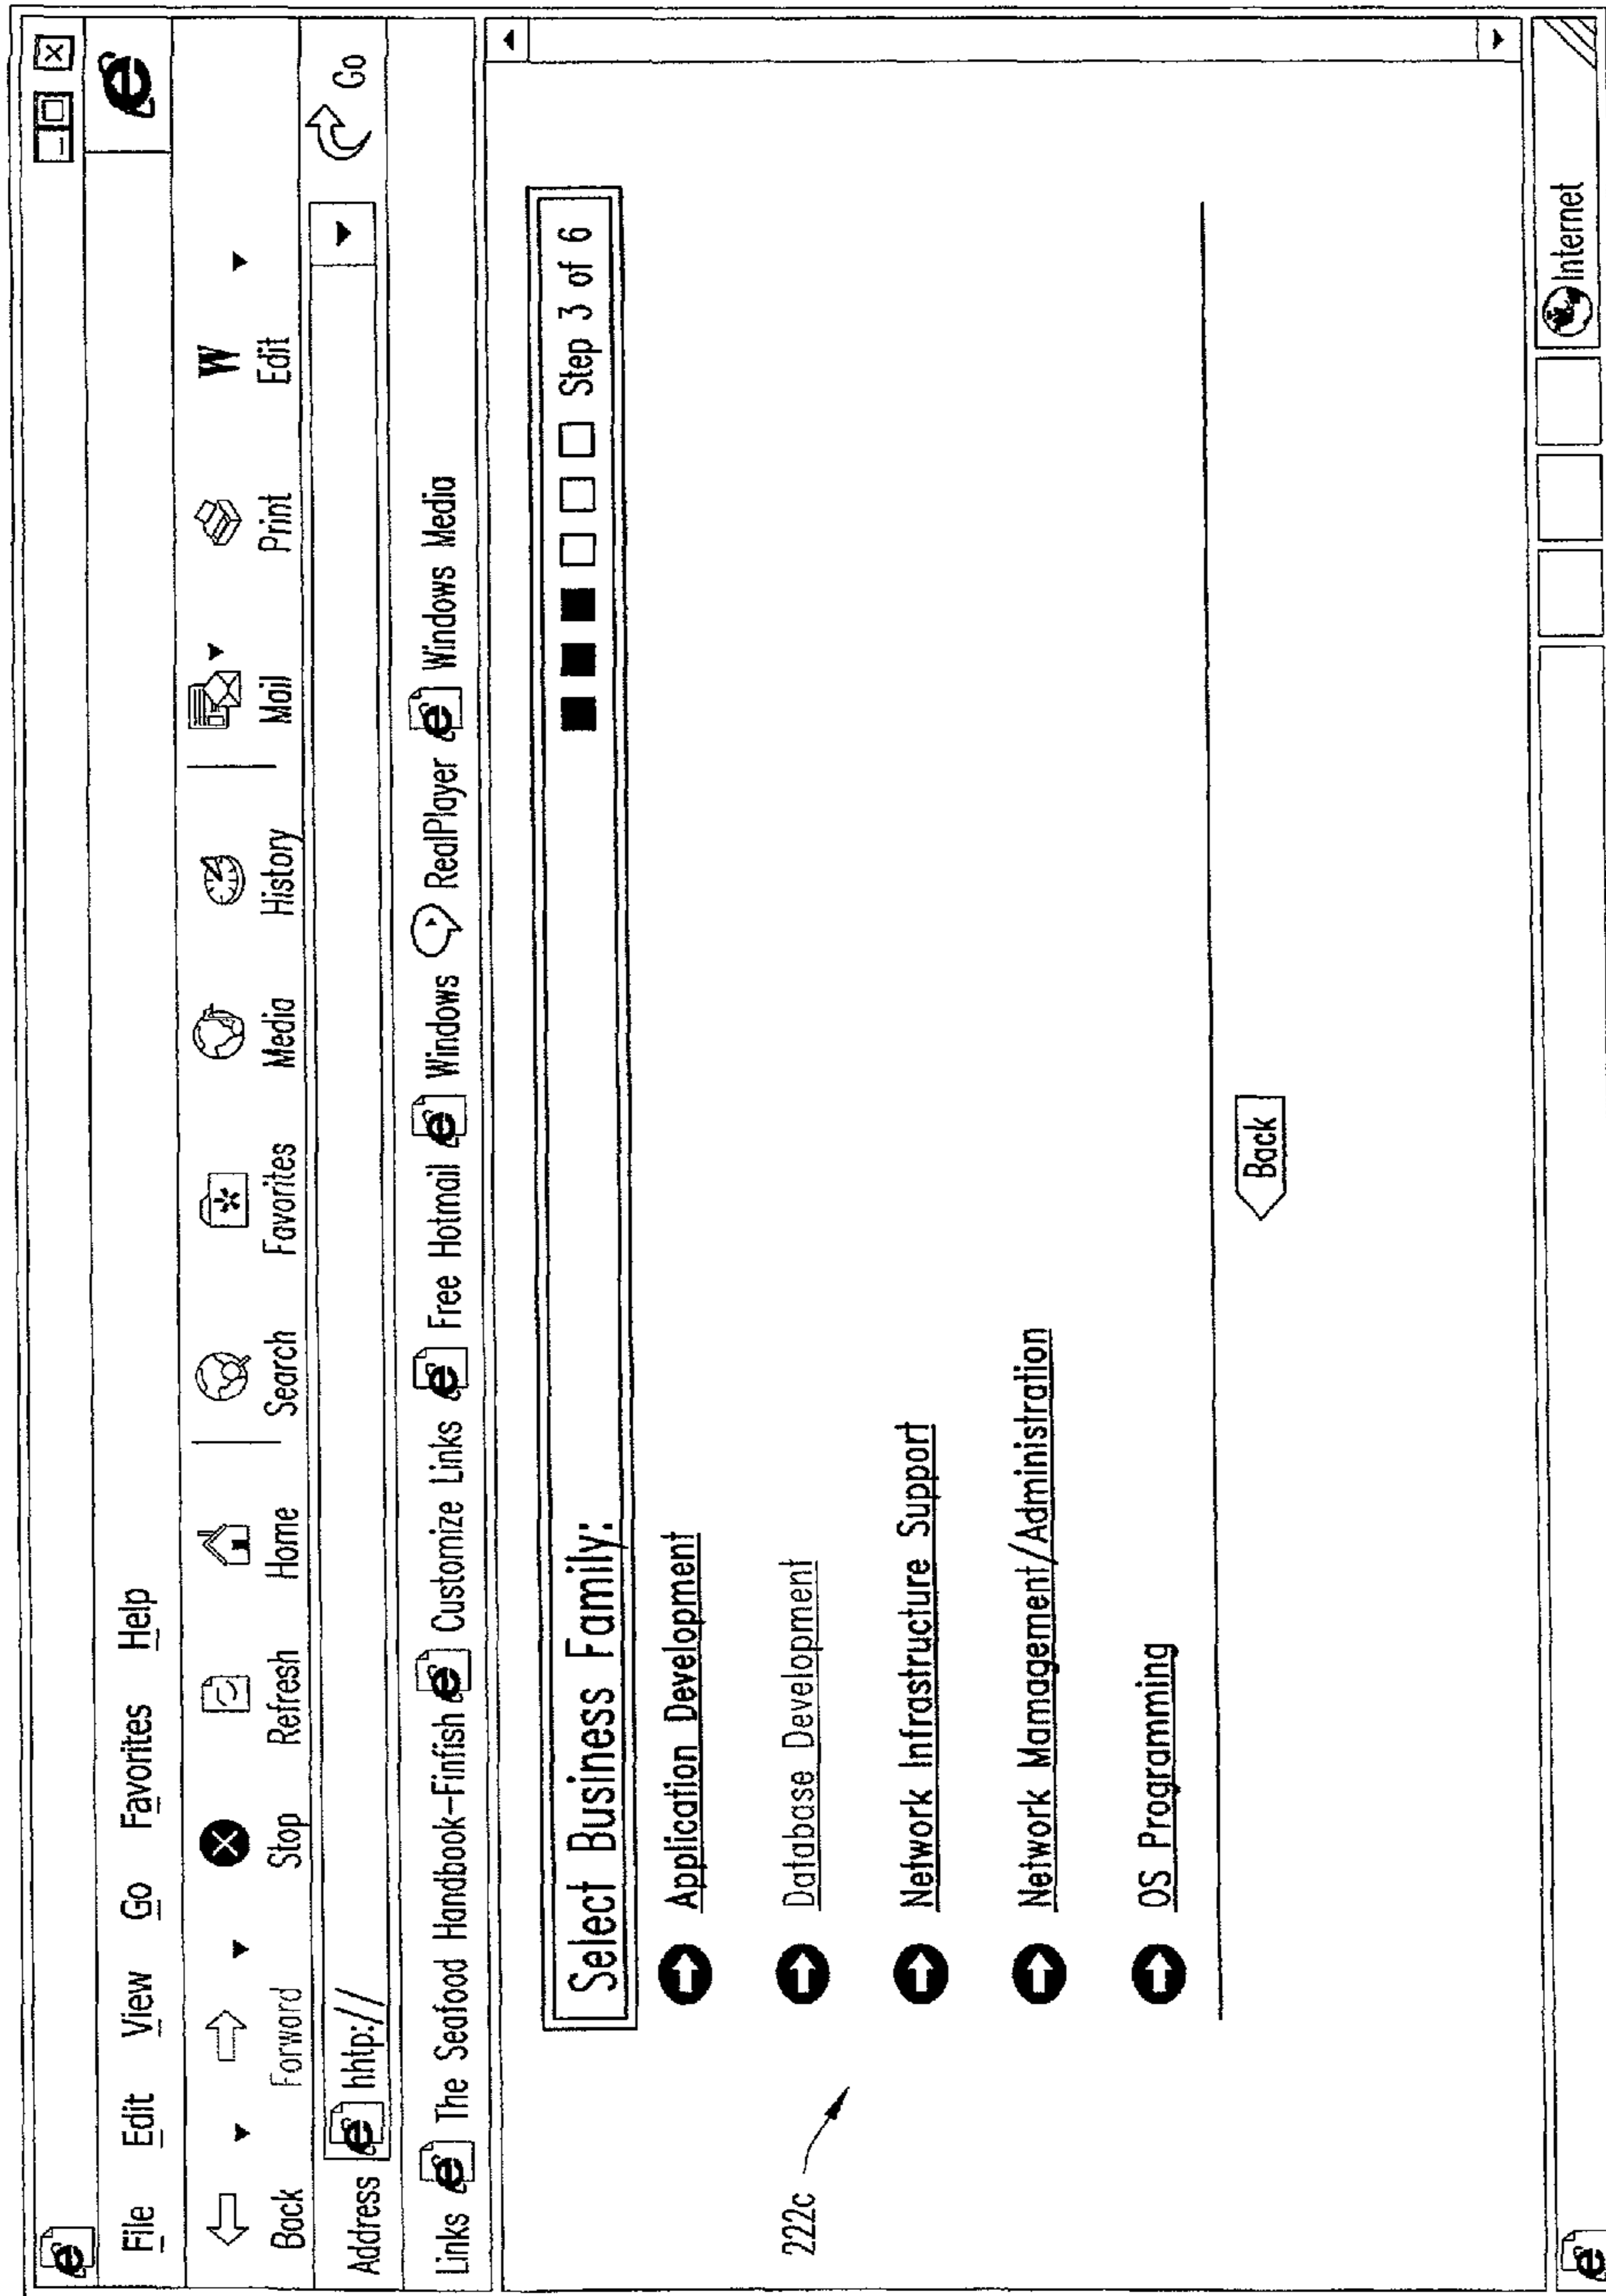 File Edit View Go Favorites Help
Back Forward Stop Refresh Home Search Favorites Media History Mail Print W Edit
Address hhtp:// Go
Links The Seafood Handbook–Finfish Customize Links Free Hotmail Windows RealPlayer Windows Media
Select Business Family: Step 3 of 6
Application Development
Database Development
222c
Network Infrastructure Support
Network Management/Administration
OS Programming
Back
Internet